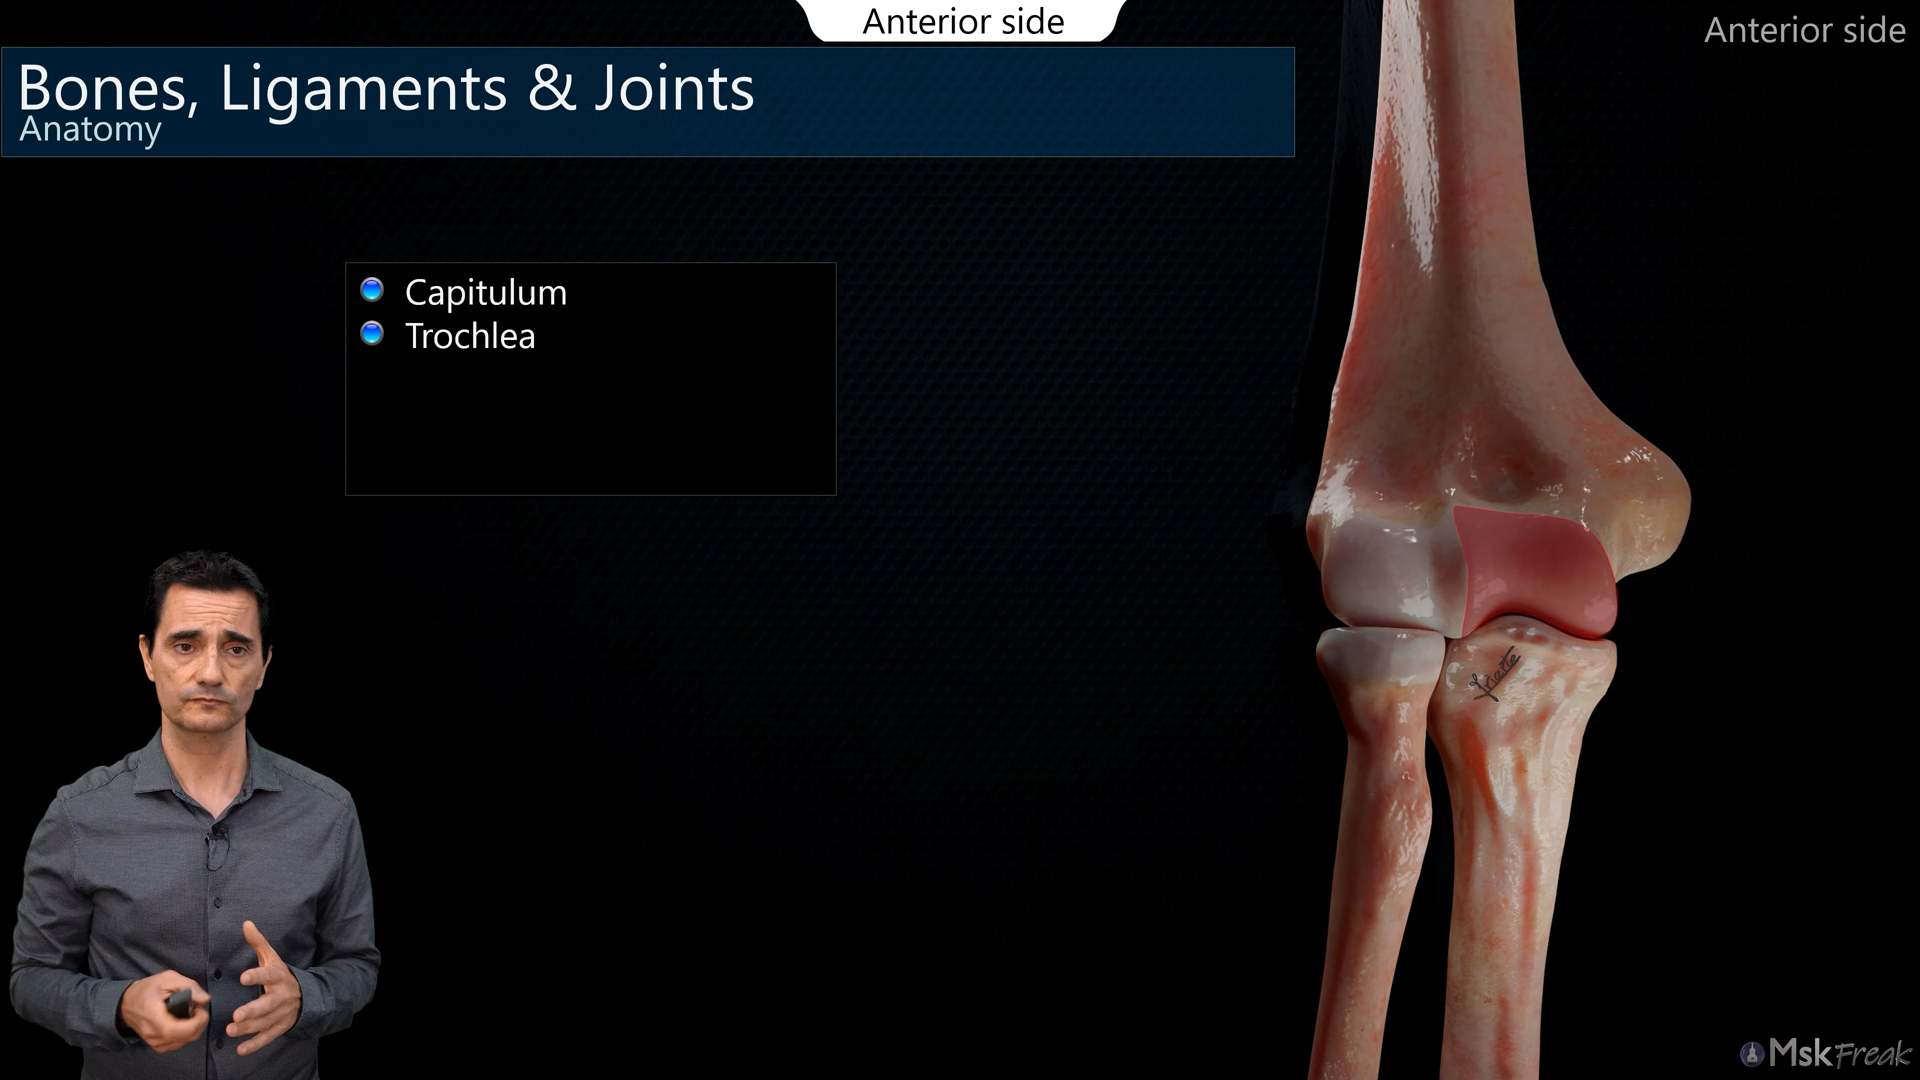 Anterior side
Anterior side
Bones, Ligaments & Joints
Anatomy
Capitulum
Trochlea
MskFreak